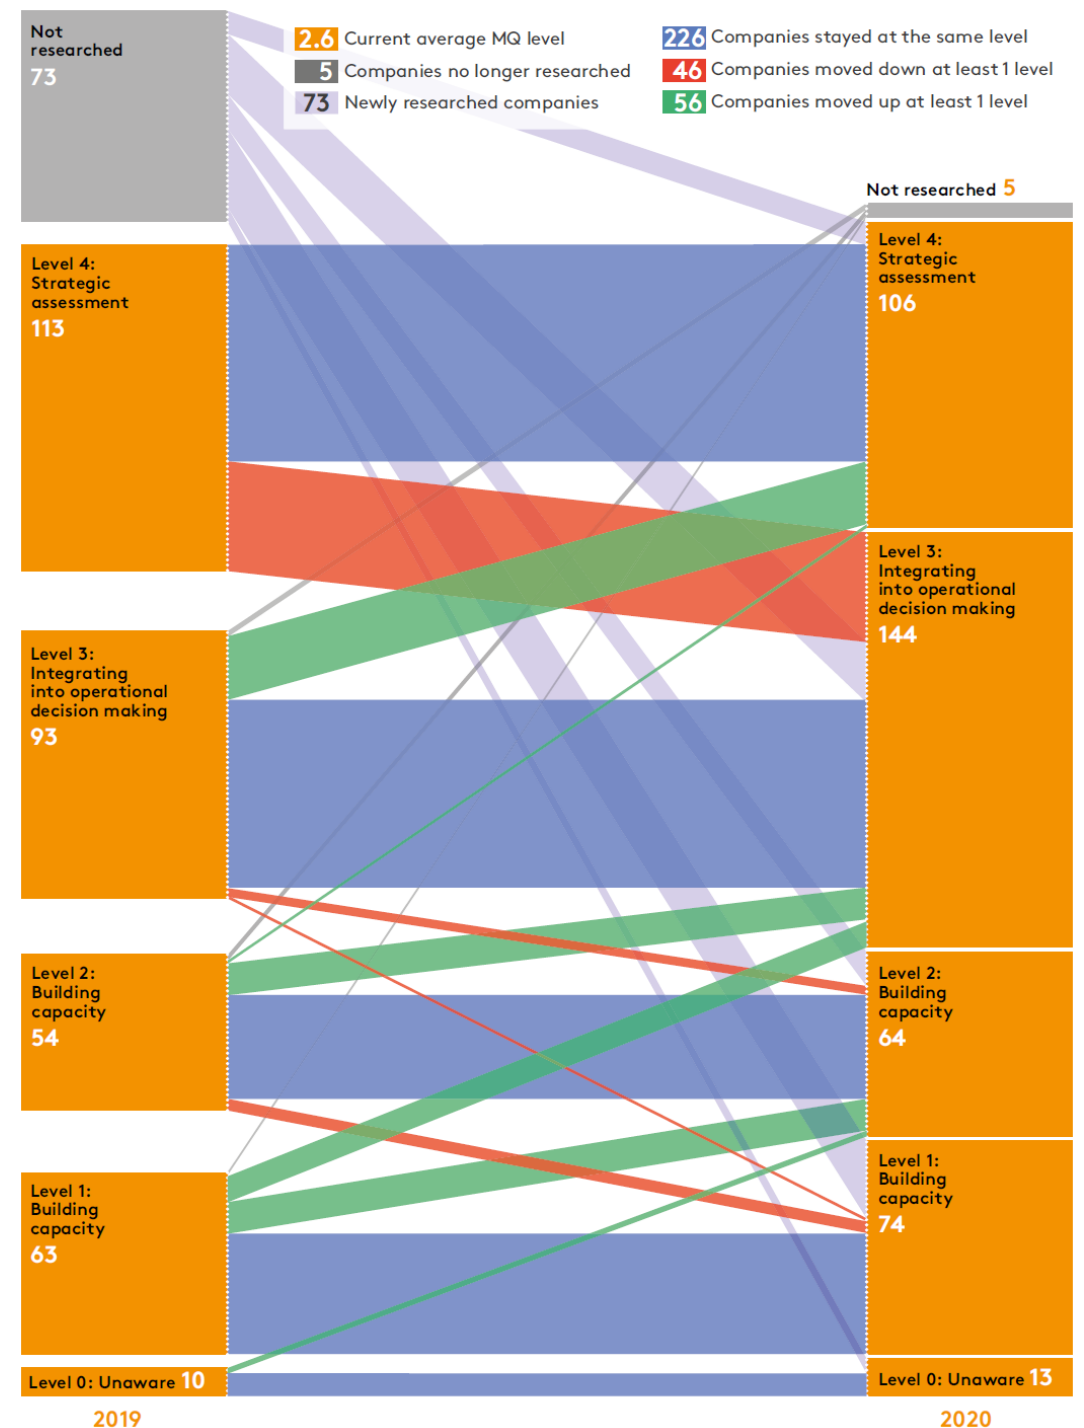 Not
researched
73
2.6 Current average MQ level
5 Companies no longer researched
73 Newly researched companies
226 Companies stayed at the same level
46 Companies moved down at least 1 level
56 Companies moved up at least 1 level
Level 4:
Strategic
assessment
113
Level 3:
Integrating
into operational
decision making
93
Level 2:
Building
capacity
54
Level 1:
Building
capacity
63
Level 0: Unaware 10
2019
Not researched 5
Level 4:
Strategic
assessment
106
Level 3:
Integrating
into operational
decision making
144
Level 2:
Building
capacity
64
Level 1:
Building
capacity
74
Level 0: Unaware 13
2020